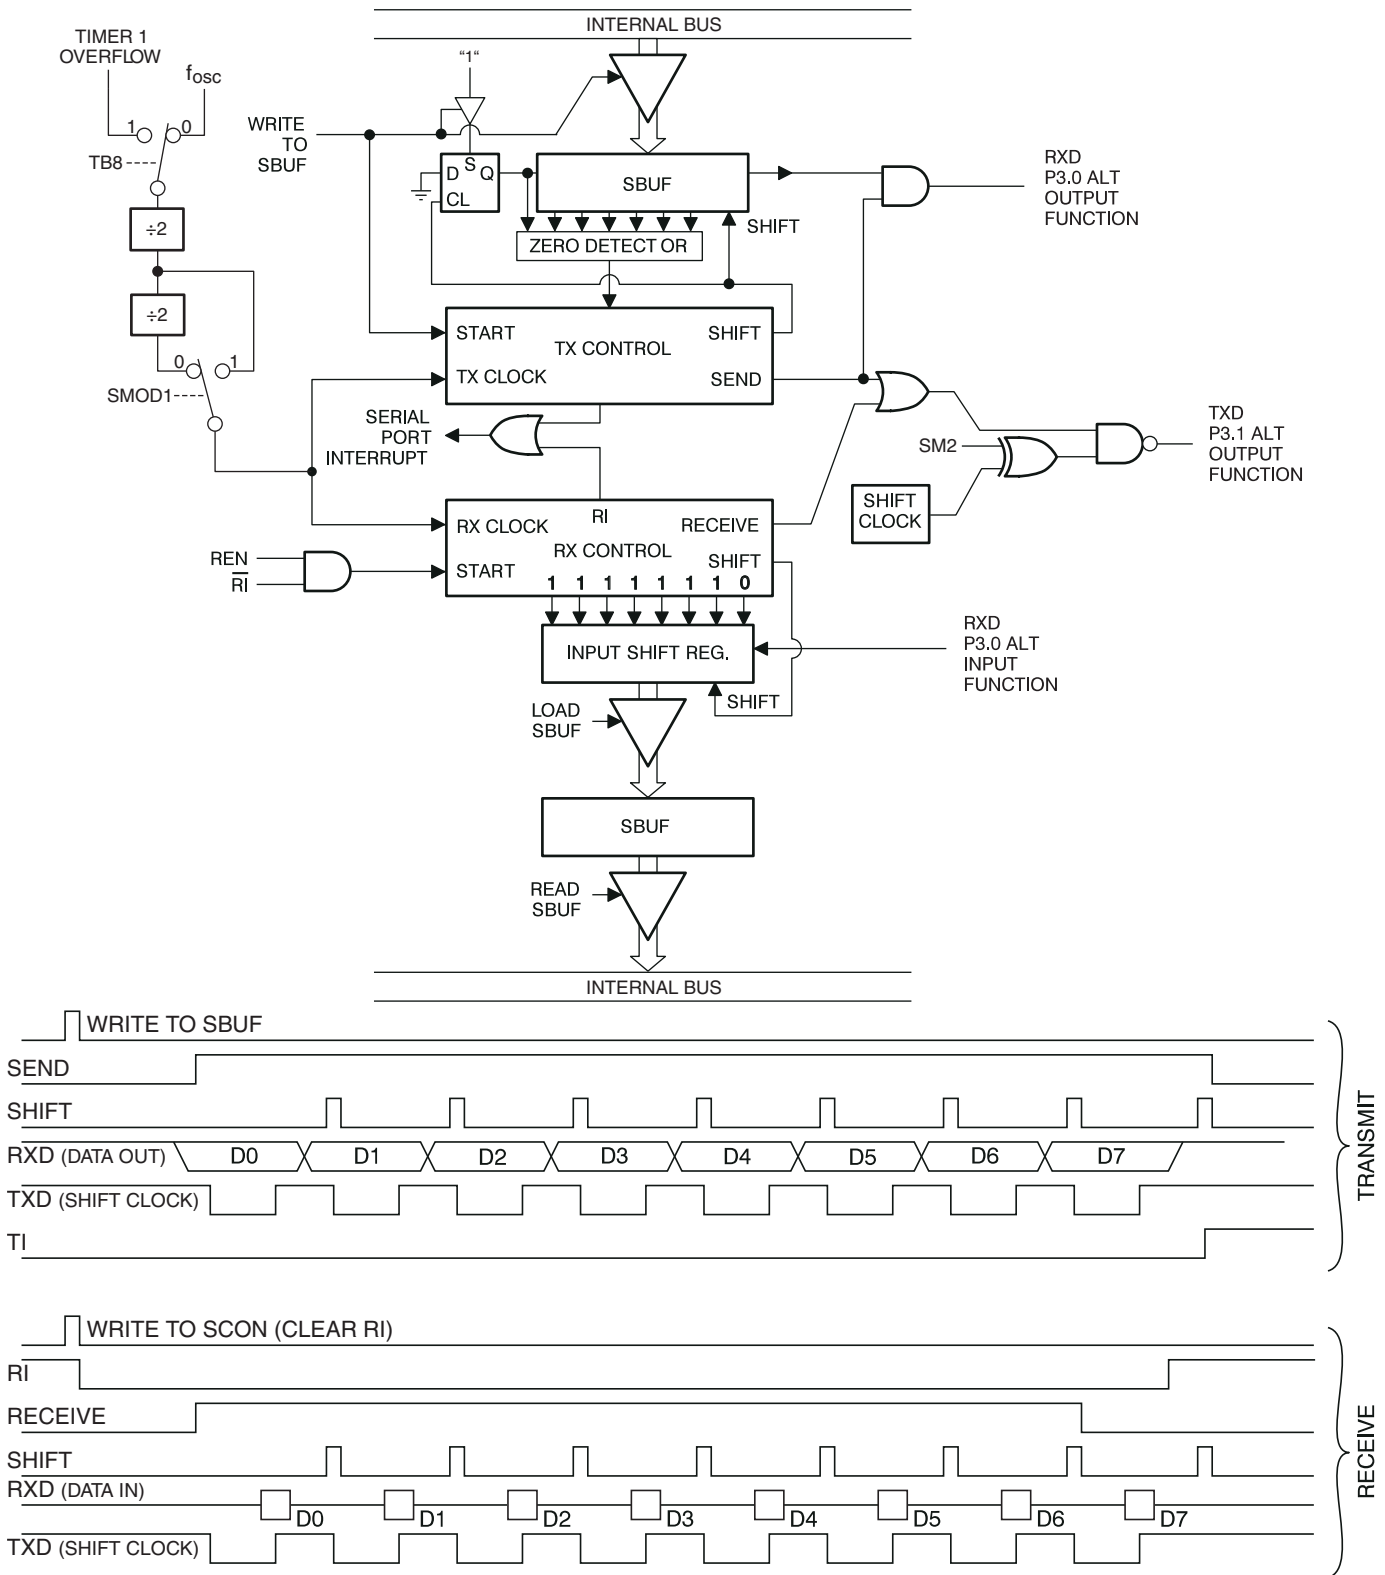 INTERNAL BUS
TIMER 1
OVERFLOW
fosc
"1"
1
0
TB8
WRITE
TO
SBUF
D
S
Q
CL
SBUF
RXD
P3.0 ALT
OUTPUT
FUNCTION
÷2
ZERO DETECT OR
SHIFT
÷2
START
SHIFT
TX CONTROL
TX CLOCK
SEND
0
1
SMOD1
SERIAL
PORT
INTERRUPT
SM2
TXD
P3.1 ALT
OUTPUT
FUNCTION
SHIFT
CLOCK
RX CLOCK
RI
RECEIVE
RX CONTROL
SHIFT
REN
RI
START
1 1 1 1 1 1 1 0
INPUT SHIFT REG.
RXD
P3.0 ALT
INPUT
FUNCTION
SHIFT
LOAD
SBUF
SBUF
READ
SBUF
INTERNAL BUS
WRITE TO SBUF
SEND
SHIFT
RXD (DATA OUT)
D0 D1 D2 D3 D4 D5 D6 D7
TXD (SHIFT CLOCK)
TI
TRANSMIT
WRITE TO SCON (CLEAR RI)
RI
RECEIVE
SHIFT
RXD (DATA IN)
D0 D1 D2 D3 D4 D5 D6 D7
TXD (SHIFT CLOCK)
RECEIVE